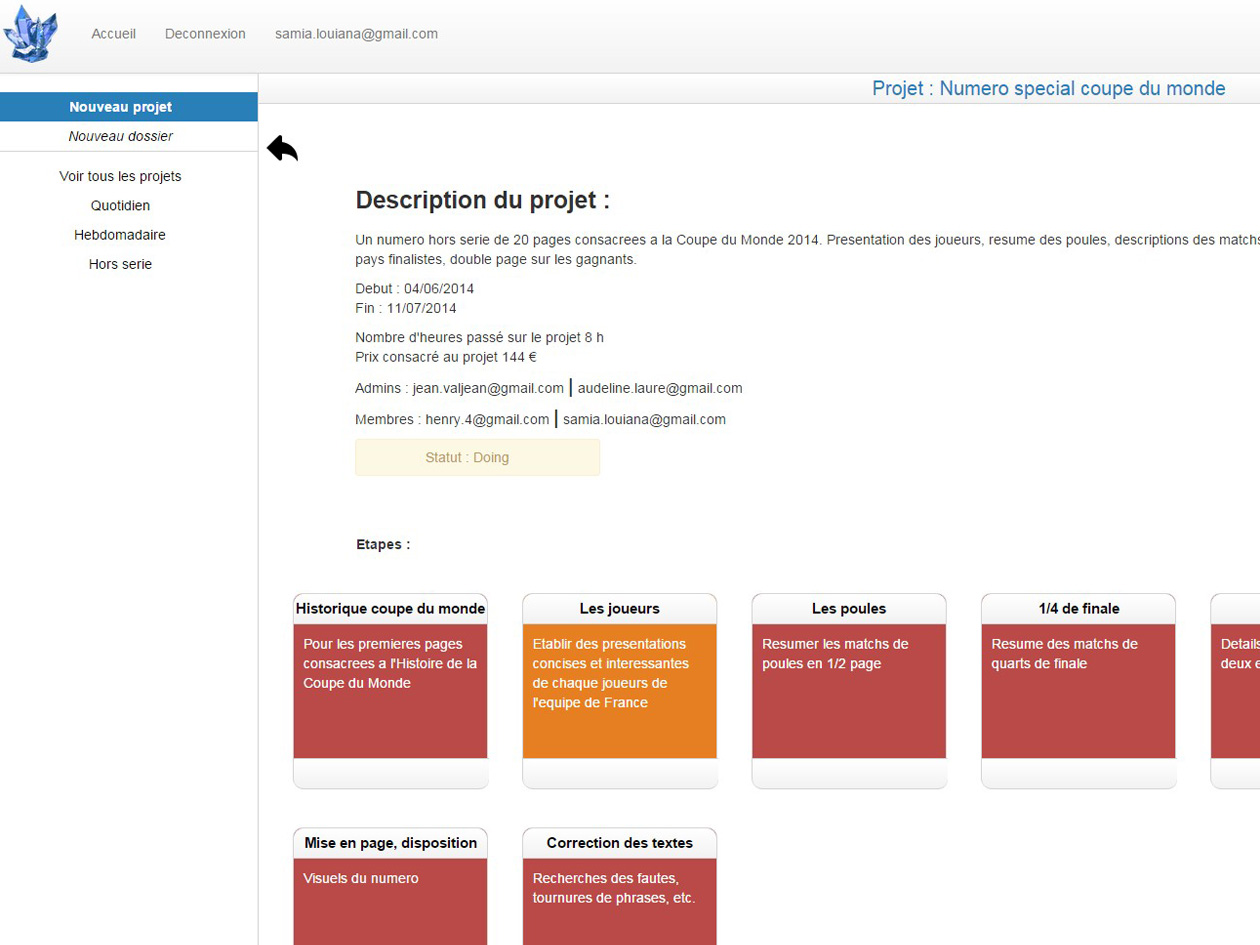 Accueil Deconnexion samia.louiana@gmail.com
Projet : Numero special coupe du monde
Nouveau projet
Nouveau dossier
Voir tous les projets
Quotidien
Hebdomadaire
Hors serie
Description du projet :
Un numero hors serie de 20 pages consacrees a la Coupe du Monde 2014. Presentation des joueurs, resume des poules, descriptions des matchs
pays finalistes, double page sur les gagnants.
Debut : 04/06/2014
Fin : 11/07/2014
Nombre d'heures passé sur le projet 8 h
Prix consacré au projet 144 €
Admins : jean.valjean@gmail.com | audeline.laure@gmail.com
Membres : henry.4@gmail.com | samia.louiana@gmail.com
Statut : Doing
Etapes :
Historique coupe du monde
Pour les premieres pages
consacrees a l'Histoire de la
Coupe du Monde
Les joueurs
Etablir des presentations
concises et interessantes
de chaque joueurs de
l'equipe de France
Les poules
Resumer les matchs de
poules en 1/2 page
1/4 de finale
Resume des matchs de
quarts de finale
Details
deux e
Mise en page, disposition
Visuels du numero
Correction des textes
Recherches des fautes,
tournures de phrases, etc.